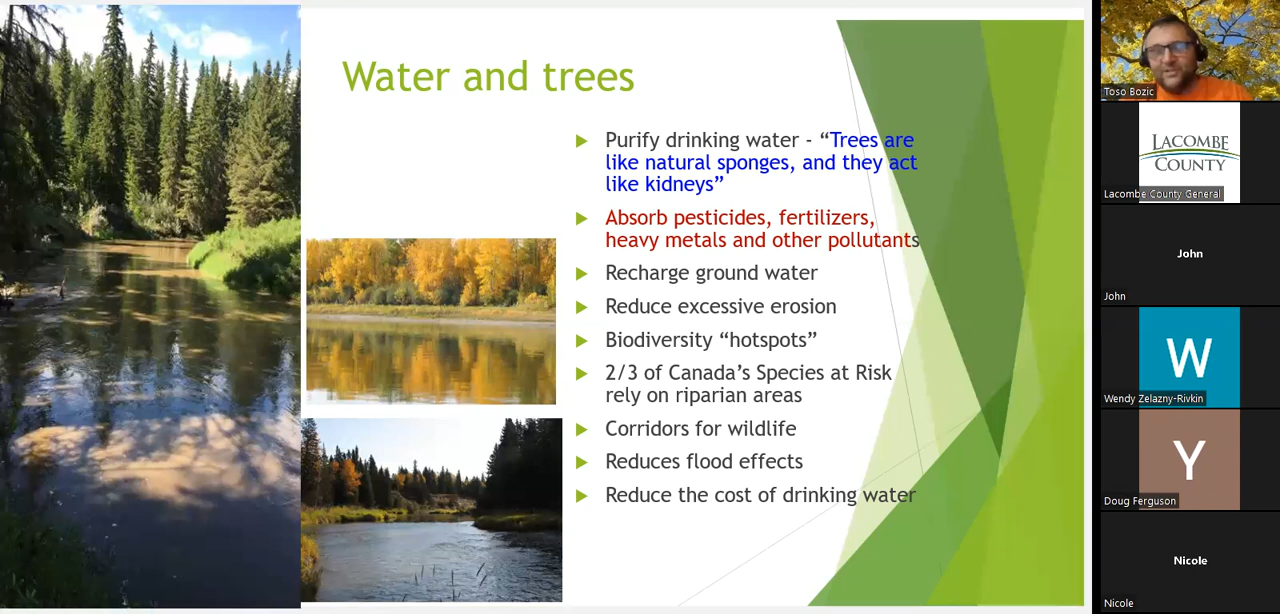 Water and trees
Purify drinking water - “Trees are
like natural sponges, and they act
like kidneys”
Absorb pesticides, fertilizers,
heavy metals and other pollutants
Recharge ground water
Reduce excessive erosion
Biodiversity “hotspots”
2/3 of Canada’s Species at Risk
rely on riparian areas
Corridors for wildlife
Reduces flood effects
Reduce the cost of drinking water
Toso Bozic
LACOMBE
COUNTY
Lacombe County General
John
John
W
Wendy Zelazny-Rivkin
Y
Doug Ferguson
Nicole
Nicole